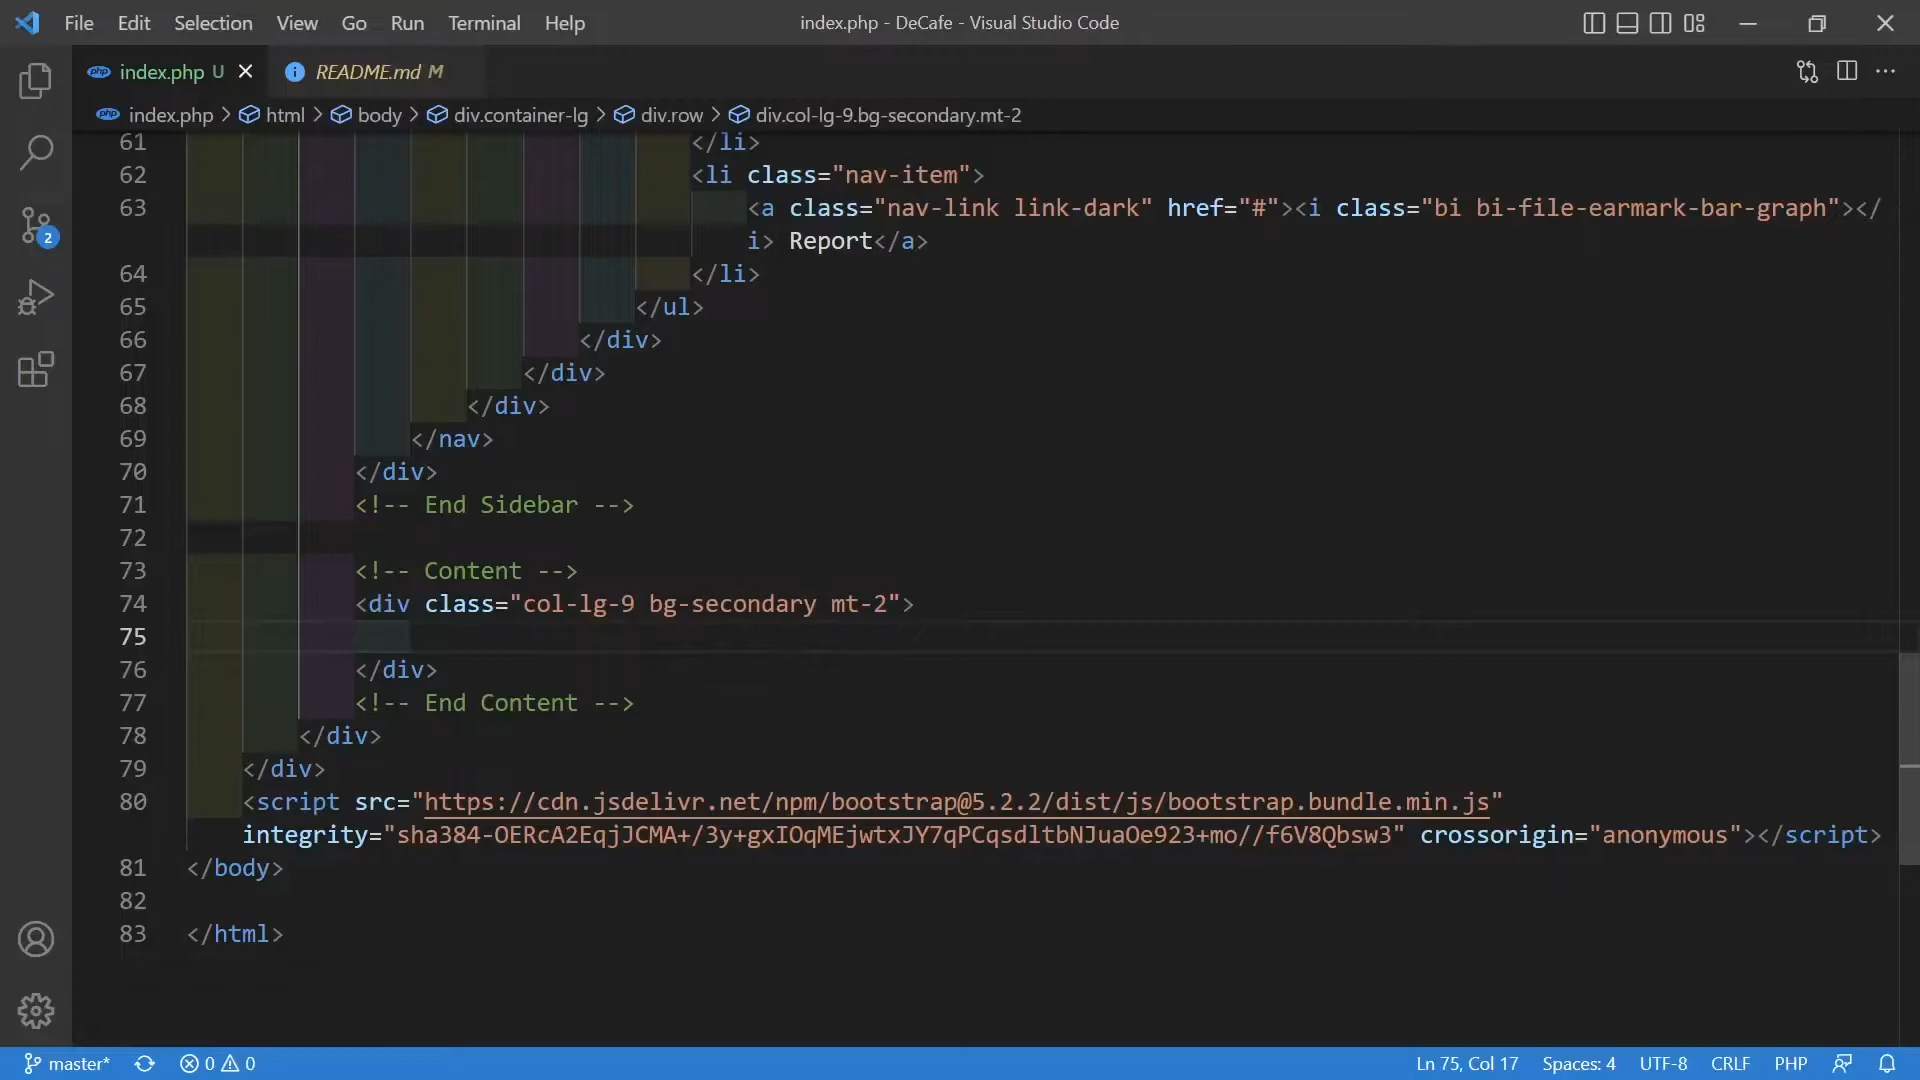 File Edit Selection View Go Run Terminal Help
index.php - DeCafe - Visual Studio Code
php index.php U
README.md M
php index.php > html > body > div.container-lg > div.row > div.col-lg-9.bg-secondary.mt-2
61 </li>
62 <li class="nav-item">
63 <a class="nav-link link-dark" href="#"><i class="bi bi-file-earmark-bar-graph"></
i> Report</a>
64 </li>
65 </ul>
66 </div>
67 </div>
68 </div>
69 </nav>
70 </div>
71 <!-- End Sidebar -->
72
73 <!-- Content -->
74 <div class="col-lg-9 bg-secondary mt-2">
75
76 </div>
77 <!-- End Content -->
78 </div>
79 </div>
80 <script src="https://cdn.jsdelivr.net/npm/bootstrap@5.2.2/dist/js/bootstrap.bundle.min.js"
integrity="sha384-OERcA2EqjJCMA+/3y+gxIOqMEjwtxJY7qPCqsdltbNJuaOe923+mo//f6V8Qbsw3" crossorigin="anonymous"></script>
81 </body>
82
83 </html>
2
master* 0 0
Ln 75, Col 17 Spaces: 4 UTF-8 CRLF PHP